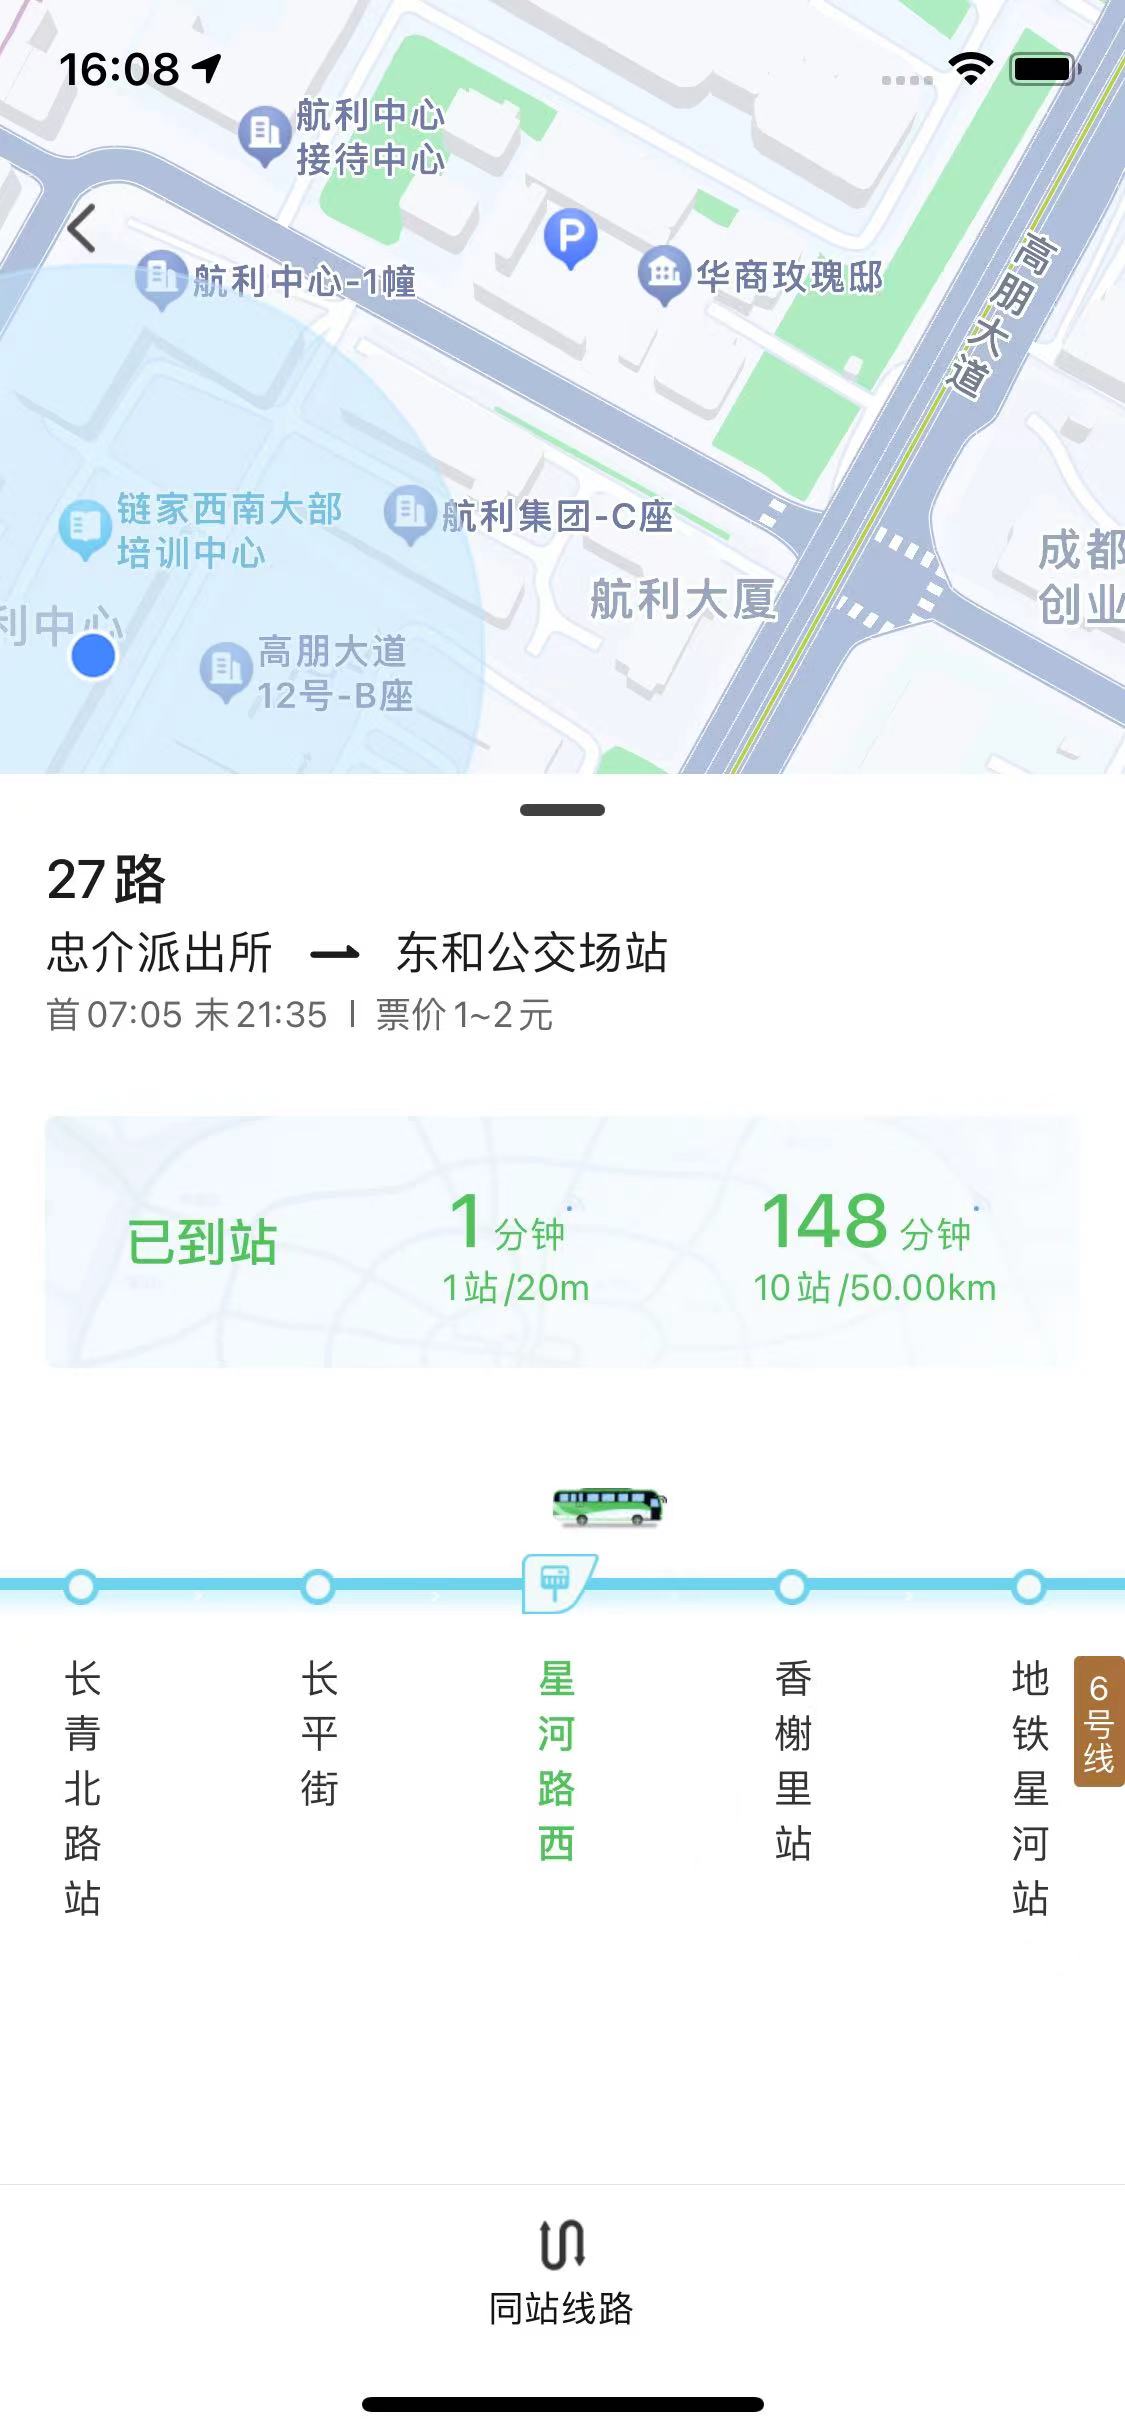 16:08
航利中心
接待中心
P
航利中心-1幢
华商玫瑰邸
高朋大道
链家西南大部
培训中心
航利集团-C座
成都
创业
航利大厦
利中心
高朋大道
12号-B座
27路
忠介派出所 东和公交场站
首07:05 末21:35 | 票价1~2元
已到站
1分钟
1站/20m
148分钟
10站/50.00km
长青北路站
长平街
星河路西
香榭里站
地铁星河站
6号线
同站线路